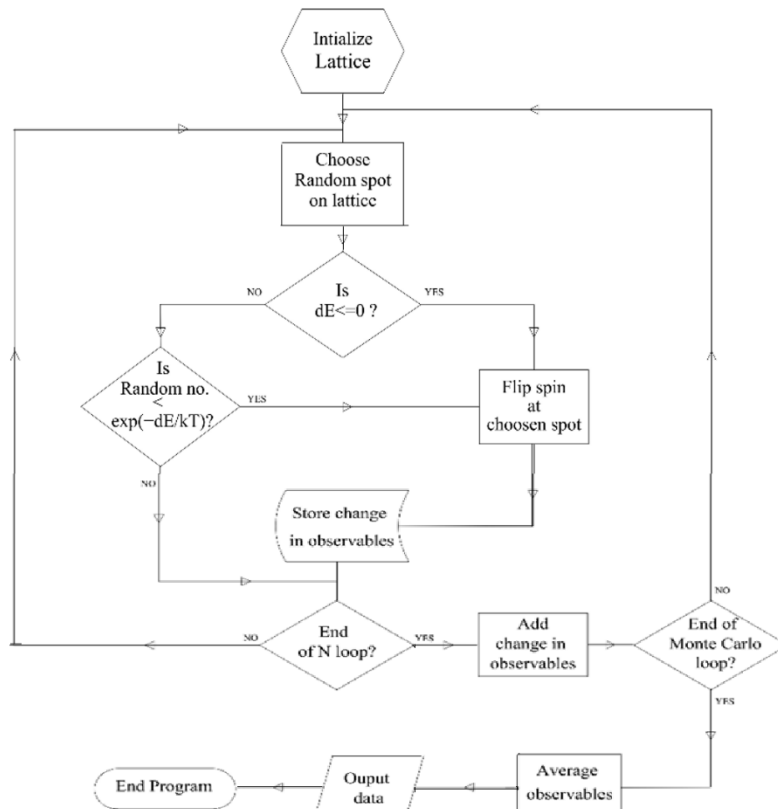 Intialize
Lattice
Choose
Random spot
on lattice
Is
dE<=0 ?
NO
YES
Is
Random no.
<
exp(−dE/kT)?
YES
NO
Flip spin
at
choosen spot
Store change
in observables
End
of N loop?
NO
YES
Add
change in
observables
End of
Monte Carlo
loop?
NO
YES
Average
observables
Ouput
data
End Program